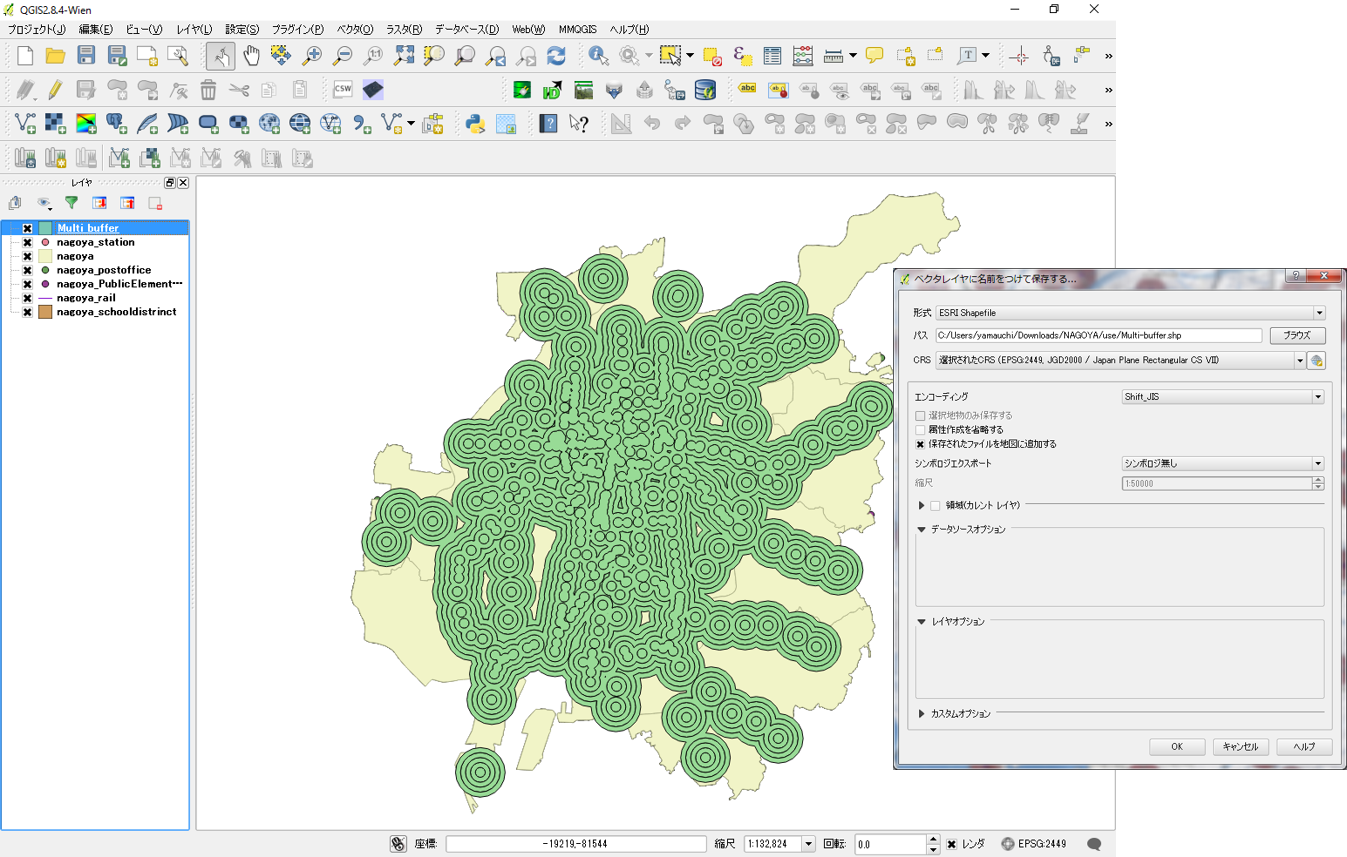 QGIS2.8.4-Wien
プロジェクト(J) 編集(E) ビュー(V) レイヤ(L) 設定(S) プラグイン(P) ベクタ(O) ラスタ(R) データベース(D) Web(W) MMQGIS ヘルプ(H)
1:1
T
CSW
abc ab abc abc abc abc abc
?
レイヤ
Multi buffer
nagoya_station
nagoya
nagoya_postoffice
nagoya_PublicElement…
nagoya_rail
nagoya_schooldistrinct
ベクタレイヤに名前をつけて保存する...
形式 ESRI Shapefile
パス C:/Users/yamauchi/Downloads/NAGOYA/use/Multi-buffer.shp ブラウズ
CRS 選択されたCRS (EPSG:2449, JGD2000 / Japan Plane Rectangular CS VII)
エンコーディング Shift_JIS
選択地物のみ保存する
属性作成を省略する
保存されたファイルを地図に追加する
シンボロジエクスポート シンボロジ無し
縮尺 1:50000
領域(カレント レイヤ)
データソースオプション
レイヤオプション
カスタムオプション
OK キャンセル ヘルプ
座標: -19219,-81544 縮尺 1:132,824 回転: 0.0 レンダ EPSG:2449